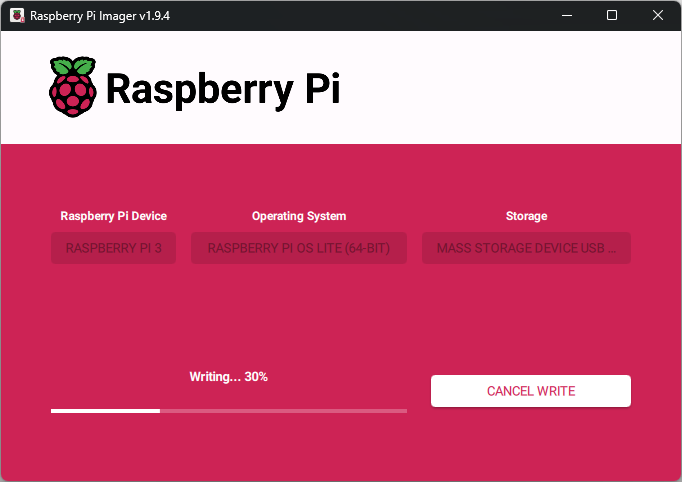 Raspberry Pi Imager v1.9.4
Raspberry Pi
Raspberry Pi Device
Operating System
Storage
RASPBERRY PI 3
RASPBERRY PI OS LITE (64-BIT)
MASS STORAGE DEVICE USB ...
Writing... 30%
CANCEL WRITE